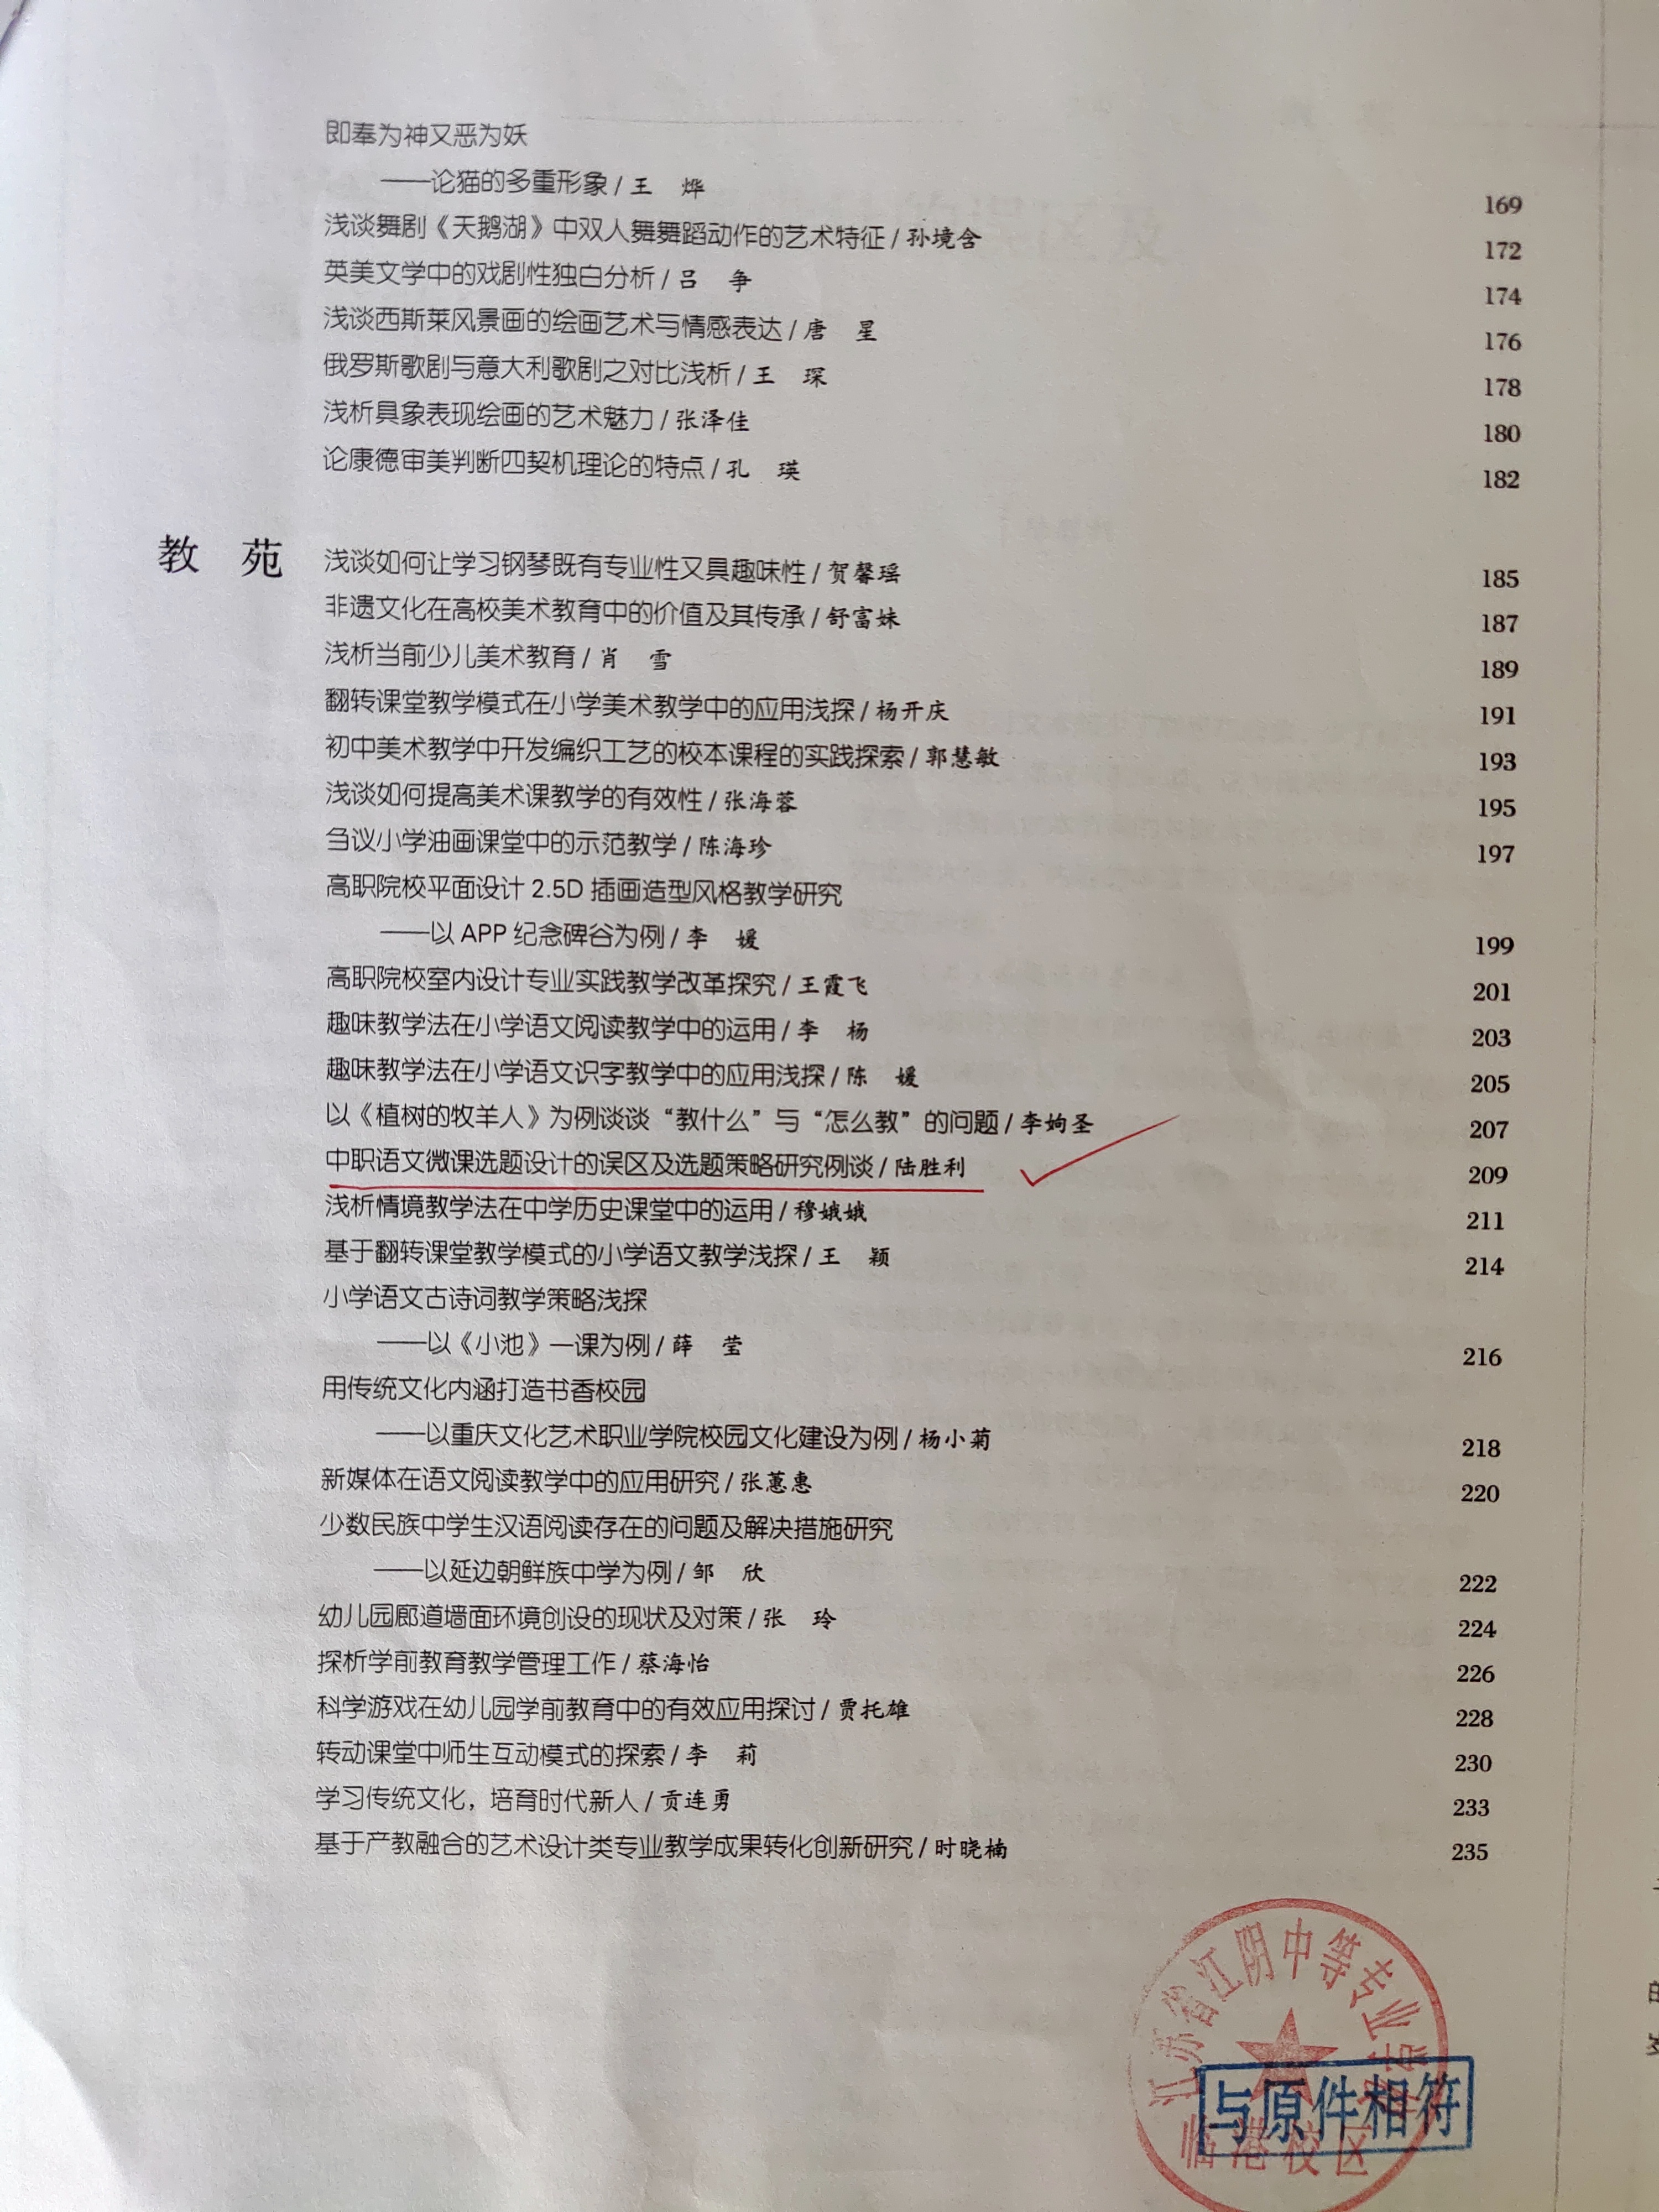 即奉为神又恶为妖
——论猫的多重形象/王 烨 169
浅谈舞剧《天鹅湖》中双人舞舞蹈动作的艺术特征/孙境含 172
英美文学中的戏剧性独白分析/吕 争 174
浅谈西斯莱风景画的绘画艺术与情感表达/唐 星 176
俄罗斯歌剧与意大利歌剧之对比浅析/王 琛 178
浅析具象表现绘画的艺术魅力/张泽佳 180
论康德审美判断四契机理论的特点/孔 瑛 182
教 苑
浅谈如何让学习钢琴既有专业性又具趣味性/贺馨瑶 185
非遗文化在高校美术教育中的价值及其传承/舒富妹 187
浅析当前少儿美术教育/肖 雪 189
翻转课堂教学模式在小学美术教学中的应用浅探/杨开庆 191
初中美术教学中开发编织工艺的校本课程的实践探索/郭慧敏 193
浅谈如何提高美术课教学的有效性/张海蓉 195
刍议小学油画课堂中的示范教学/陈海珍 197
高职院校平面设计 2.5D 插画造型风格教学研究
——以 APP 纪念碑谷为例/李 媛 199
高职院校室内设计专业实践教学改革探究/王霞飞 201
趣味教学法在小学语文阅读教学中的运用/李 杨 203
趣味教学法在小学语文识字教学中的应用浅探/陈 媛 205
以《植树的牧羊人》为例谈谈“教什么”与“怎么教”的问题/李姁圣 207
中职语文微课选题设计的误区及选题策略研究例谈/陆胜利 209
浅析情境教学法在中学历史课堂中的运用/穆娥娥 211
基于翻转课堂教学模式的小学语文教学浅探/王 颖 214
小学语文古诗词教学策略浅探
——以《小池》一课为例/薛 莹 216
用传统文化内涵打造书香校园
——以重庆文化艺术职业学院校园文化建设为例/杨小菊 218
新媒体在语文阅读教学中的应用研究/张蕙惠 220
少数民族中学生汉语阅读存在的问题及解决措施研究
——以延边朝鲜族中学为例/邹 欣 222
幼儿园廊道墙面环境创设的现状及对策/张 玲 224
探析学前教育教学管理工作/蔡海怡 226
科学游戏在幼儿园学前教育中的有效应用探讨/贾托雄 228
转动课堂中师生互动模式的探索/李 莉 230
学习传统文化，培育时代新人/贡连勇 233
基于产教融合的艺术设计类专业教学成果转化创新研究/时晓楠 235
江苏省江阴中等专业学校
与原件相符
临港校区